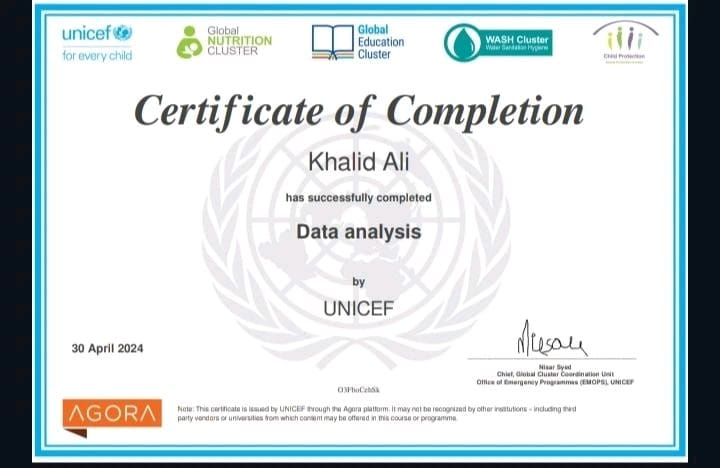 unicef
for every child
Global
NUTRITION
CLUSTER
Global
Education
Cluster
WASH Cluster
Water Sanitation Hygiene
Child Protection
Certificate of Completion
Khalid Ali
has successfully completed
Data analysis
by
UNICEF
30 April 2024
Nisar Syed
Chief, Global Cluster Coordination Unit
Office of Emergency Programmes (EMOPS), UNICEF
AGORA
Note: This certificate is issued by UNICEF through the Agora platform. It may not be recognized by other institutions - including third
party vendors or universities from which content may be offered in this course or programme.